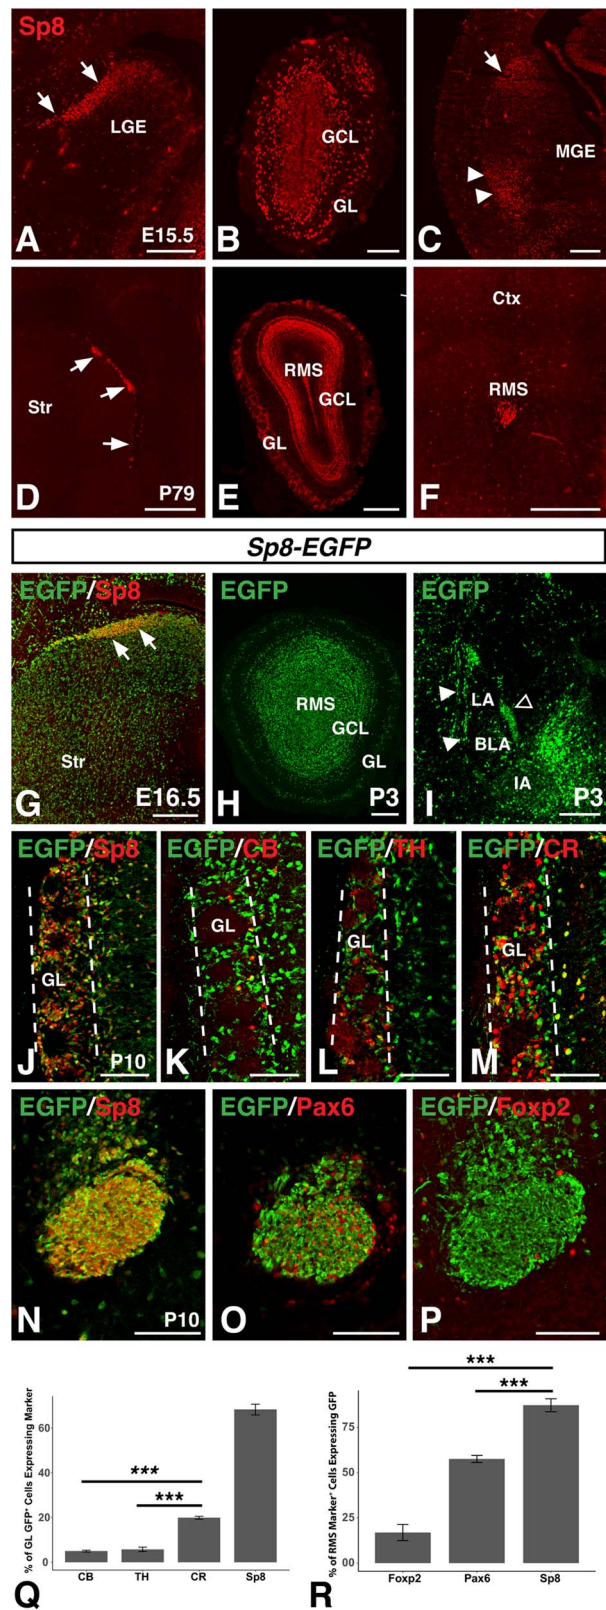 Sp8
LGE
A
E15.5
GCL
GL
B
MGE
C
Str
D
P79
RMS
GCL
GL
E
Ctx
RMS
F
Sp8-EGFP
EGFP/Sp8
Str
G
E16.5
EGFP
RMS
GCL
GL
H
P3
EGFP
LA
BLA
IA
I
P3
EGFP/Sp8
GL
J
P10
EGFP/CB
GL
K
EGFP/TH
GL
L
EGFP/CR
GL
M
EGFP/Sp8
N
P10
EGFP/Pax6
O
EGFP/Foxp2
P
% of GL GFP⁺ Cells Expressing Marker
60
40
20
0
***
***
CB TH CR Sp8
Q
% of RMS Marker⁺ Cells Expressing GFP
75
50
25
00
***
***
Foxp2 Pax6 Sp8
R